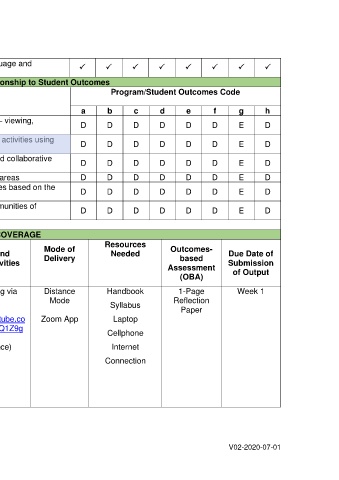 uage and ✓ ✓ ✓ ✓ ✓ ✓ ✓ ✓
onship to Student Outcomes
Program/Student Outcomes Code
a b c d e f g h
- viewing, D D D D D D E D
activities using D D D D D D E D
d collaborative D D D D D D E D
areas D D D D D D E D
es based on the D D D D D D E D
munities of D D D D D D E D
OVERAGE
nd
vities
Mode of
Delivery
Resources
Needed
Outcomes-
based
Assessment
(OBA)
Due Date of
Submission
of Output
g via
tube.co
Q1Z9g
ce)
Distance
Mode
Zoom App
Handbook
Syllabus
Laptop
Cellphone
Internet
Connection
1-Page
Reflection
Paper
Week 1
V02-2020-07-01